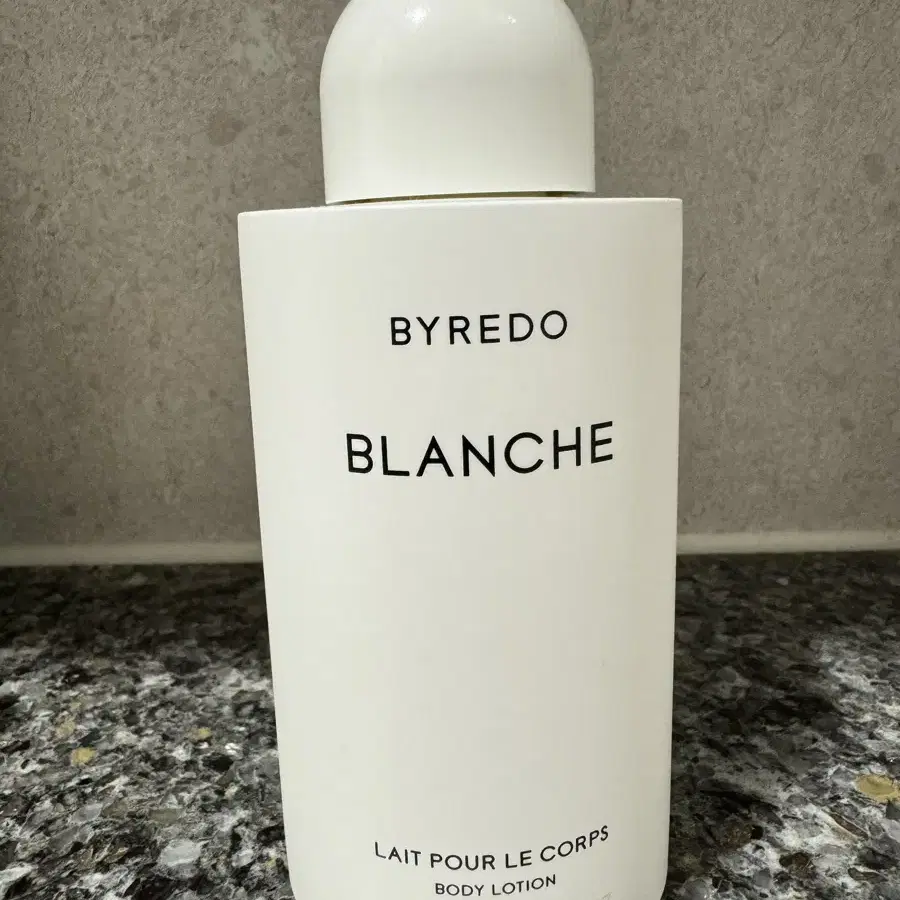 BYREDO
BLANCHE
LAIT POUR LE CORPS
BODY LOTION